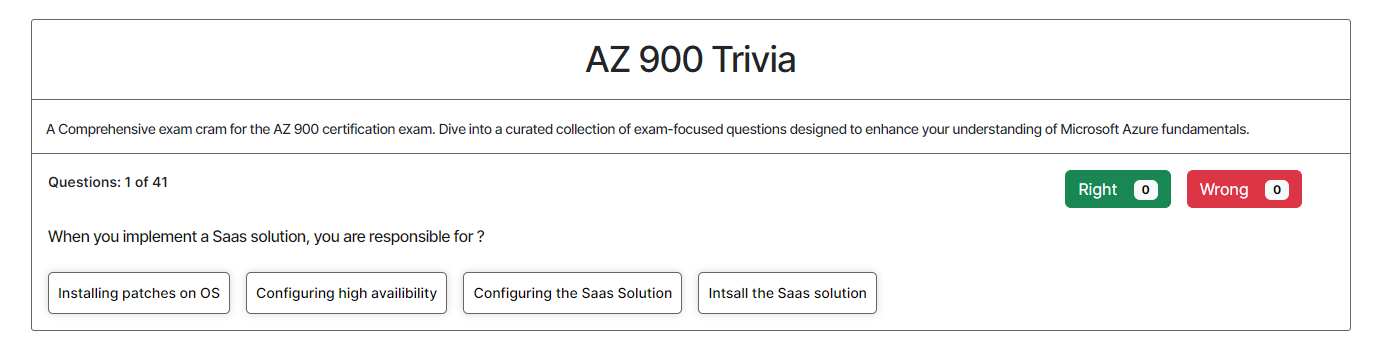 AZ 900 Trivia
A Comprehensive exam cram for the AZ 900 certification exam. Dive into a curated collection of exam-focused questions designed to enhance your understanding of Microsoft Azure fundamentals.
Questions: 1 of 41
Right 0 Wrong 0
When you implement a Saas solution, you are responsible for ?
Installing patches on OS Configuring high availibility Configuring the Saas Solution Intsall the Saas solution